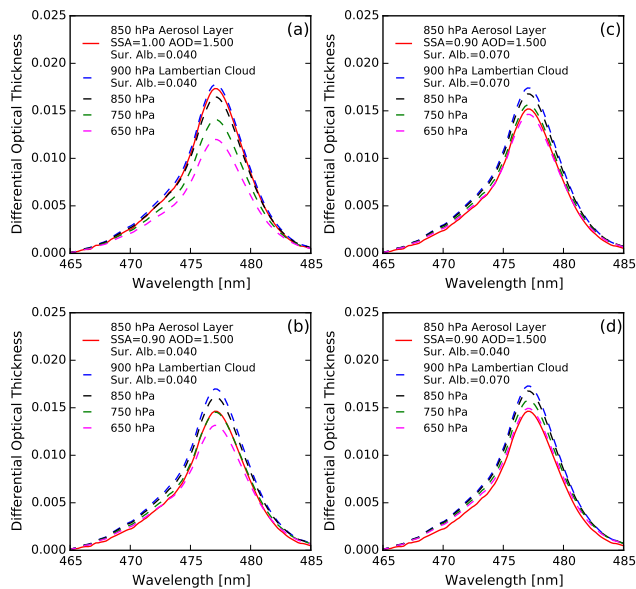 (a)
850 hPa Aerosol Layer
SSA=1.00 AOD=1.500
Sur. Alb.=0.040
900 hPa Lambertian Cloud
Sur. Alb.=0.040
850 hPa
750 hPa
650 hPa
Differential Optical Thickness
0.025
0.020
0.015
0.010
0.005
0.000
465
470
475
480
485
Wavelength [nm]
(c)
850 hPa Aerosol Layer
SSA=0.90 AOD=1.500
Sur. Alb.=0.070
900 hPa Lambertian Cloud
Sur. Alb.=0.070
850 hPa
750 hPa
650 hPa
Differential Optical Thickness
0.025
0.020
0.015
0.010
0.005
0.000
465
470
475
480
485
Wavelength [nm]
(b)
850 hPa Aerosol Layer
SSA=0.90 AOD=1.500
Sur. Alb.=0.040
900 hPa Lambertian Cloud
Sur. Alb.=0.040
850 hPa
750 hPa
650 hPa
Differential Optical Thickness
0.025
0.020
0.015
0.010
0.005
0.000
465
470
475
480
485
Wavelength [nm]
(d)
850 hPa Aerosol Layer
SSA=0.90 AOD=1.500
Sur. Alb.=0.040
900 hPa Lambertian Cloud
Sur. Alb.=0.070
850 hPa
750 hPa
650 hPa
Differential Optical Thickness
0.025
0.020
0.015
0.010
0.005
0.000
465
470
475
480
485
Wavelength [nm]